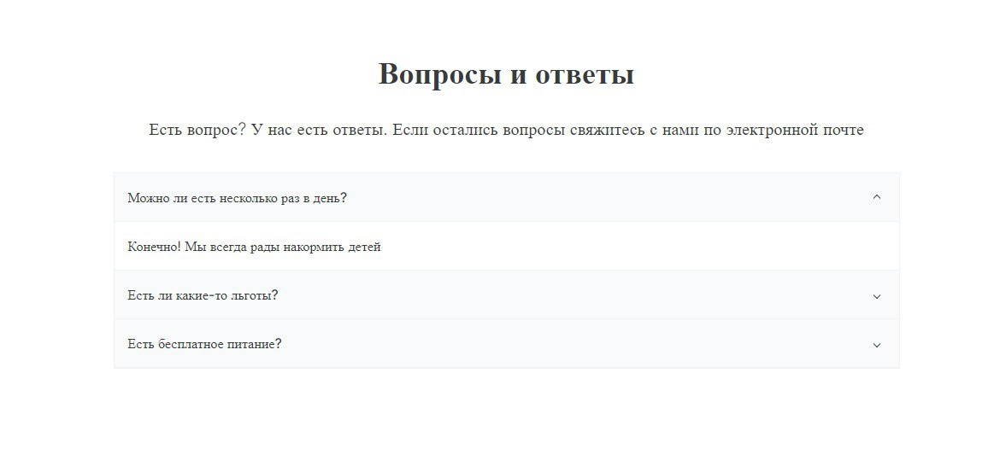 Вопросы и ответы
Есть вопрос? У нас есть ответы. Если остались вопросы свяжитесь с нами по электронной почте
Можно ли есть несколько раз в день?
Конечно! Мы всегда рады накормить детей
Есть ли какие-то льготы?
Есть бесплатное питание?